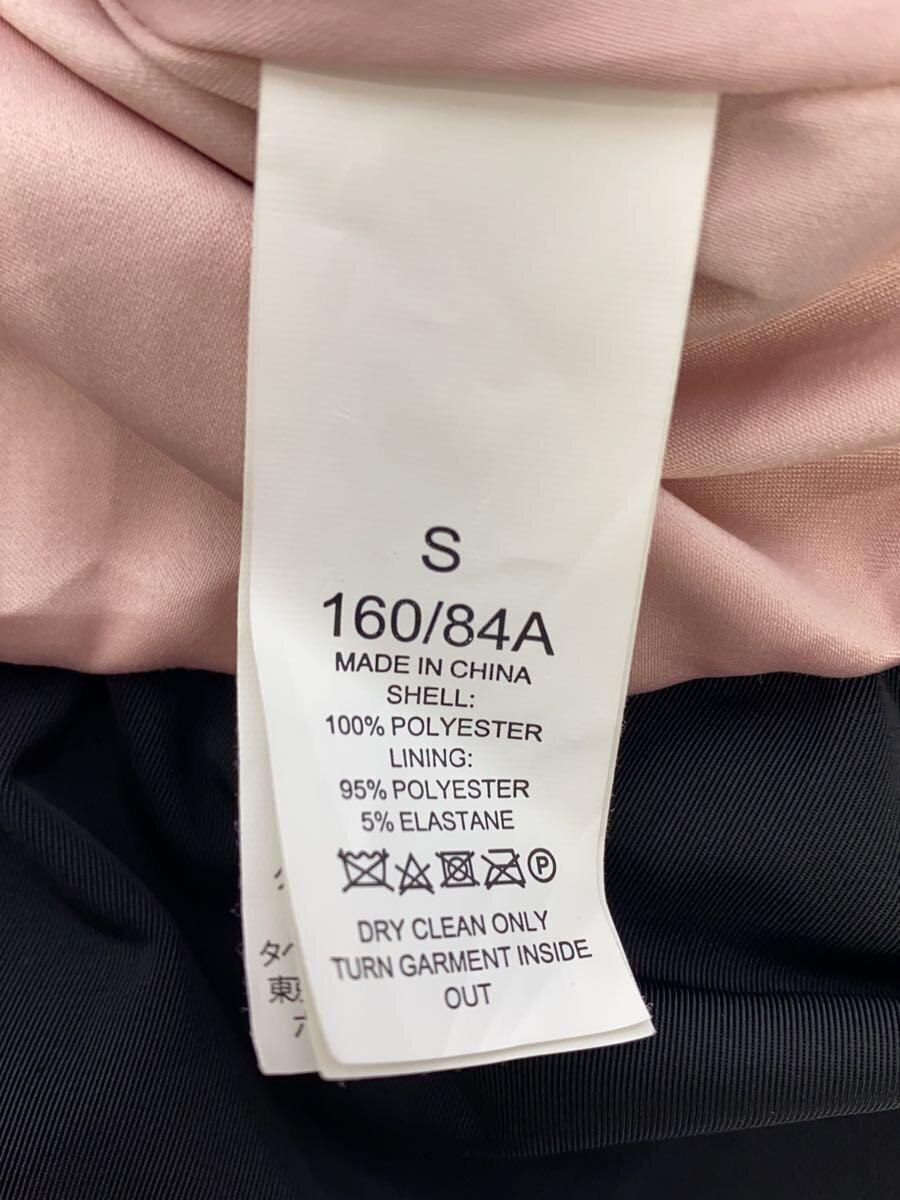 S
160/84A
MADE IN CHINA
SHELL:
100% POLYESTER
LINING:
95% POLYESTER
5% ELASTANE
P
DRY CLEAN ONLY
TURN GARMENT INSIDE
OUT
東